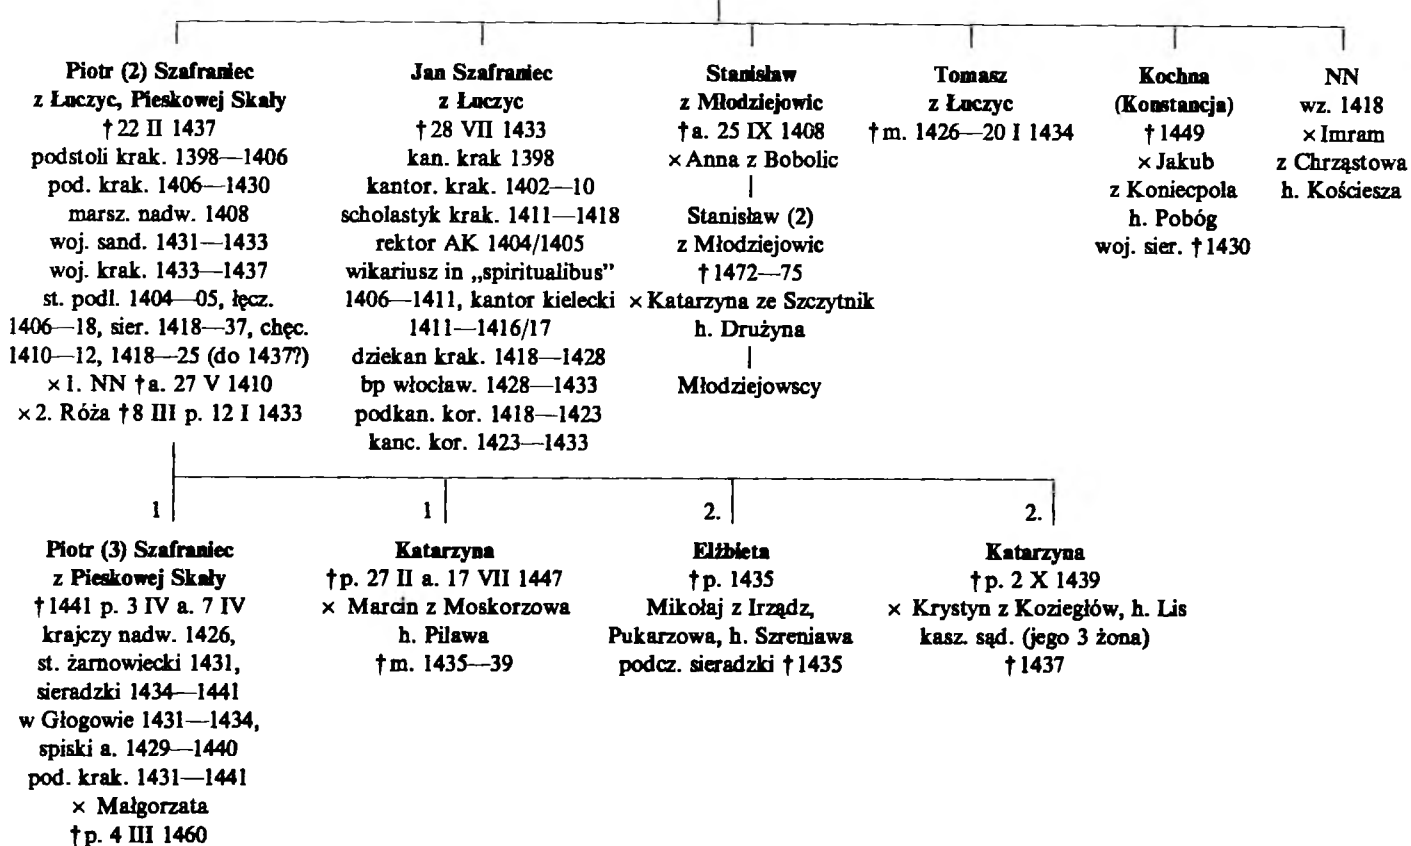 Piotr (2) Szafraniec
z Łuczyc, Pieskowej Skały
†22 II 1437
podstoli krak. 1398—1406
pod. krak. 1406—1430
marsz. nadw. 1408
woj. sand. 1431—1433
woj. krak. 1433—1437
st. podl. 1404—05, łęcz.
1406—18, sier. 1418—37, chęc.
1410—12, 1418—25 (do 1437?)
×1. NN †a. 27 V 1410
×2. Róża †8 III p. 12 I 1433
Jan Szafraniec
z Łuczyc
†28 VII 1433
kan. krak 1398
kantor. krak. 1402—10
scholastyk krak. 1411—1418
rektor AK 1404/1405
wikariusz in „spiritualibus”
1406—1411, kantor kielecki
1411—1416/17
dziekan krak. 1418—1428
bp włocław. 1428—1433
podkan. kor. 1418—1423
kanc. kor. 1423—1433
Stanisław
z Młodziejowic
†a. 25 IX 1408
×Anna z Bobolic
Stanisław (2)
z Młodziejowic
†1472—75
×Katarzyna ze Szczytnik
h. Drużyna
Młodziejowscy
Tomasz
z Łuczyc
†m. 1426—20 I 1434
Kochna
(Konstancja)
†1449
×Jakub
z Koniecpola
h. Pobóg
woj. sier. †1430
NN
wz. 1418
×Imram
z Chrząstowa
h. Kościesza
1
Piotr (3) Szafraniec
z Pieskowej Skały
†1441 p. 3 IV a. 7 IV
krajczy nadw. 1426,
st. żarnowiecki 1431,
sieradzki 1434—1441
w Głogowie 1431—1434,
spiski a. 1429—1440
pod. krak. 1431—1441
× Małgorzata
†p. 4 III 1460
1
Katarzyna
†p. 27 II a. 17 VII 1447
× Marcin z Moskorzowa
h. Pilawa
†m. 1435—39
2.
Elżbieta
†p. 1435
Mikołaj z Irządz,
Pukarzowa, h. Szreniawa
podcz. sieradzki †1435
2.
Katarzyna
†p. 2 X 1439
× Krystyn z Koziegłów, h. Lis
kasz. sąd. (jego 3 żona)
†1437